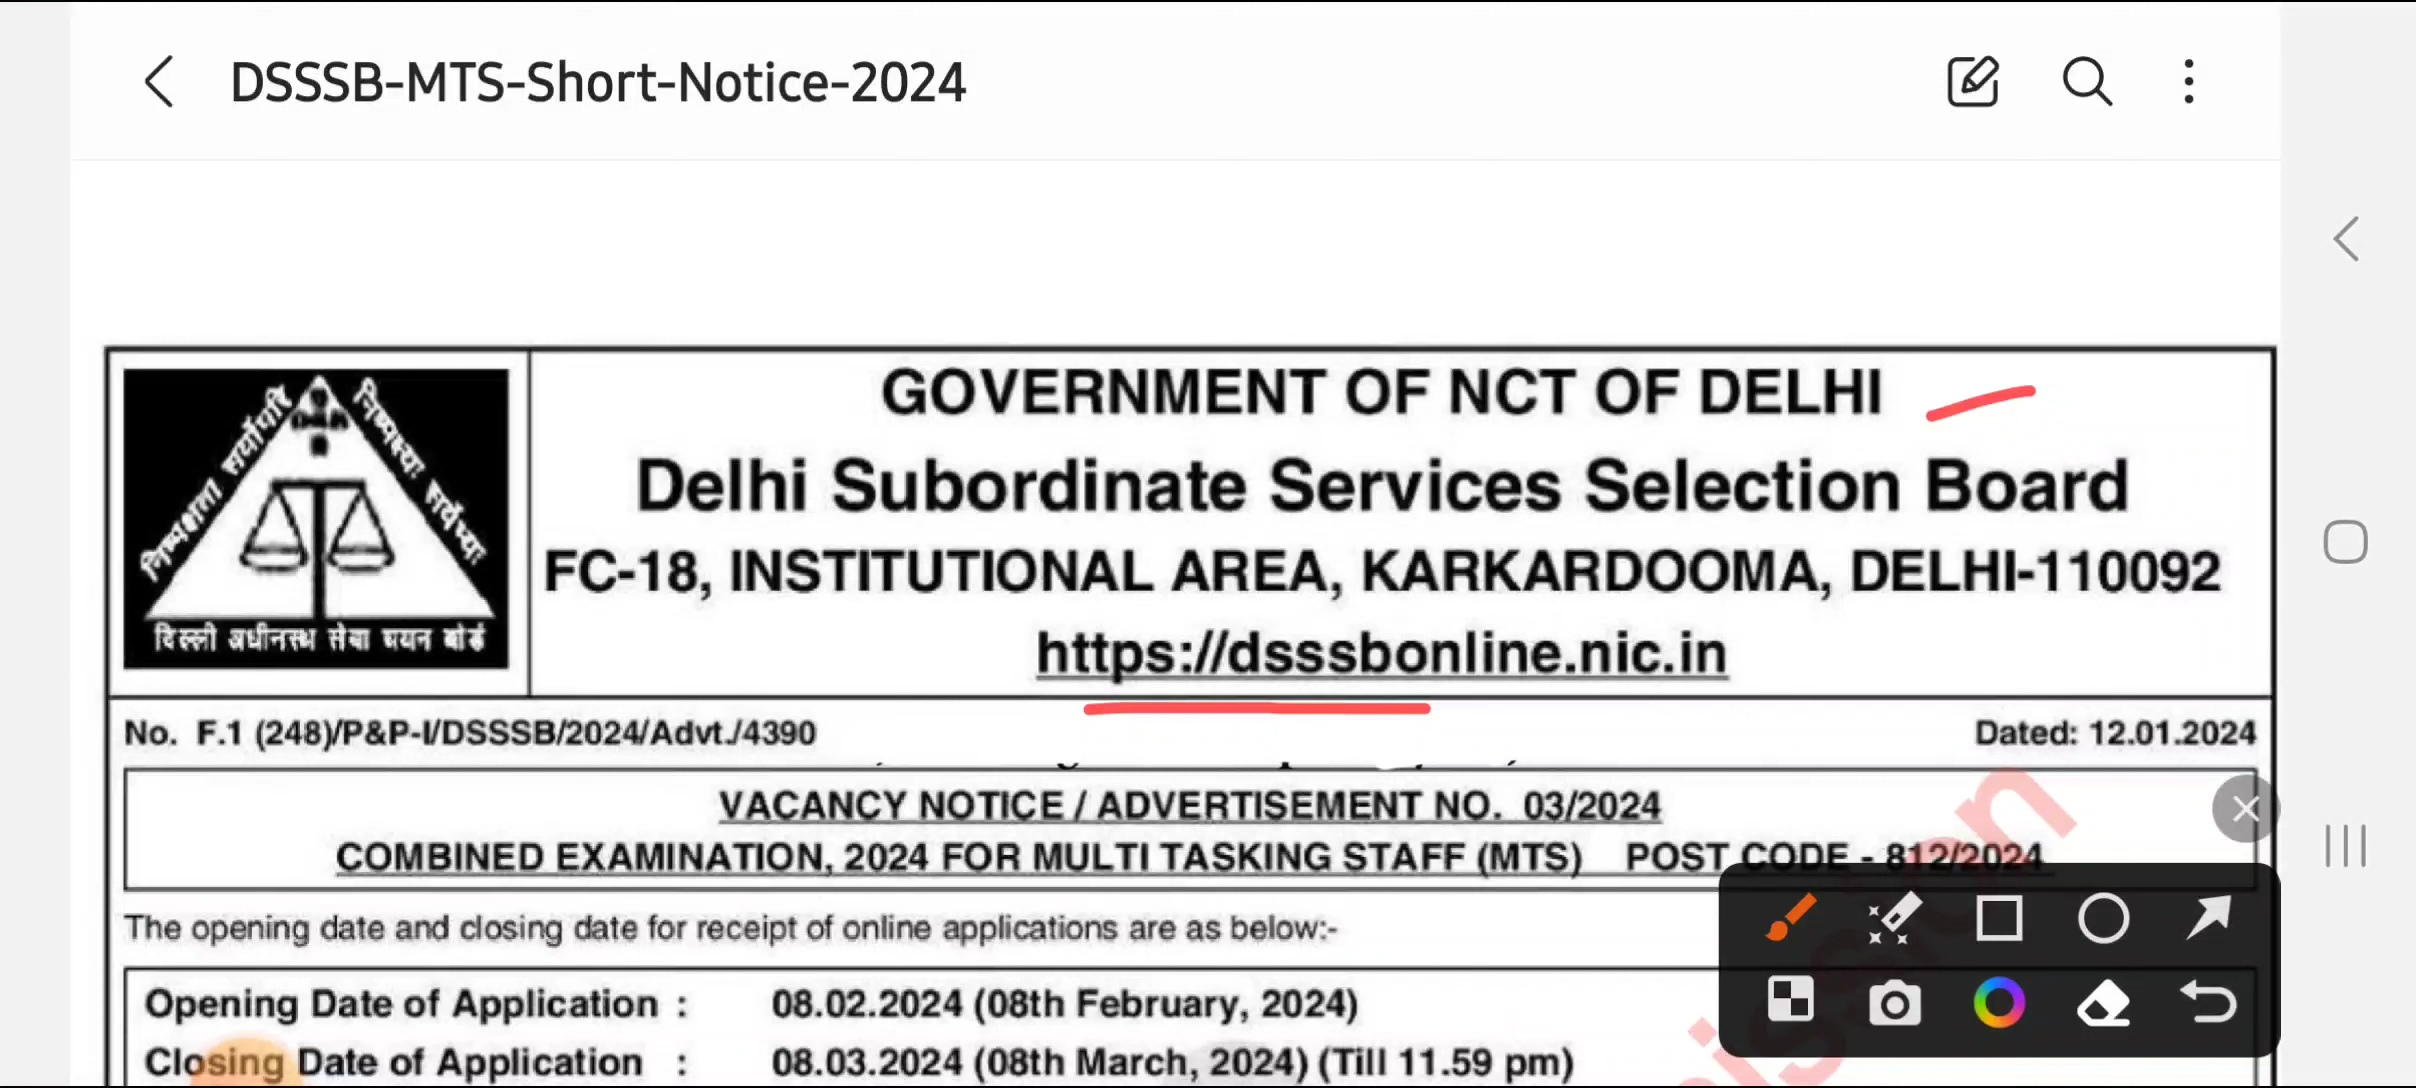 DSSSB-MTS-Short-Notice-2024
निष्पक्षता सर्वोपरि
दिल्ली अधीनस्थ सेवा चयन बोर्ड
GOVERNMENT OF NCT OF DELHI
Delhi Subordinate Services Selection Board
FC-18, INSTITUTIONAL AREA, KARKARDOOMA, DELHI-110092
https://dsssbonline.nic.in
No. F.1 (248)/P&P-I/DSSSB/2024/Advt./4390
Dated: 12.01.2024
VACANCY NOTICE / ADVERTISEMENT NO. 03/2024
COMBINED EXAMINATION, 2024 FOR MULTI TASKING STAFF (MTS) POST CODE - 812/2024
The opening date and closing date for receipt of online applications are as below:-
Opening Date of Application : 08.02.2024 (08th February, 2024)
Closing Date of Application : 08.03.2024 (08th March, 2024) (Till 11.59 pm)